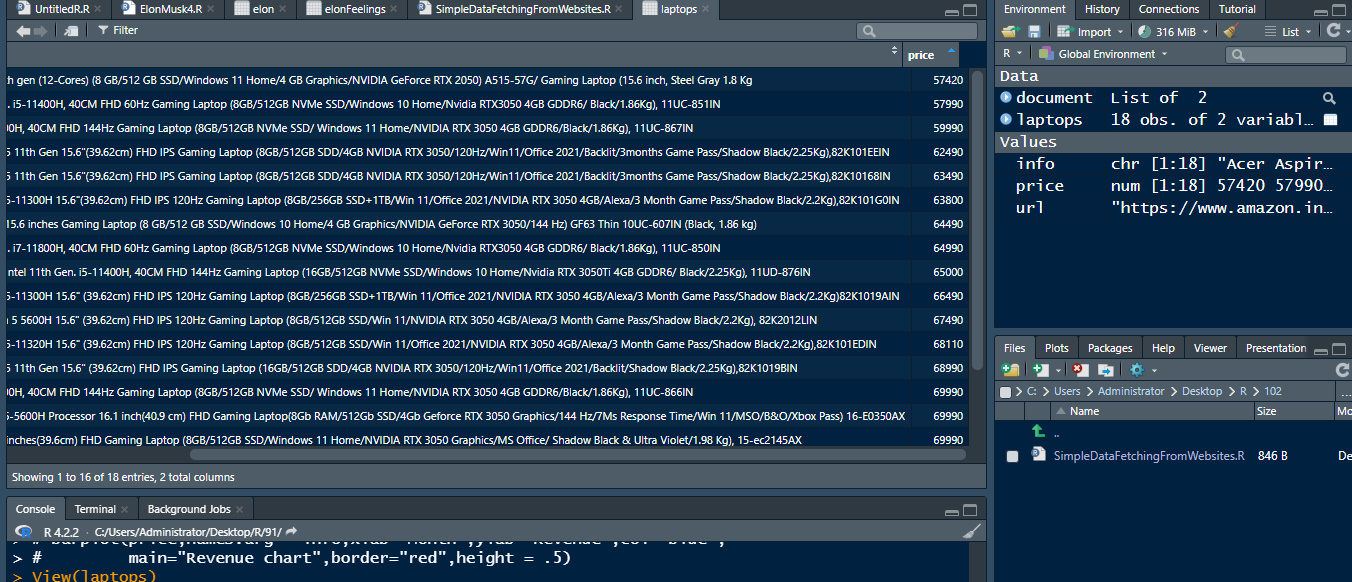 UntitledR.R ElonMusk4.R elon elonFeelings SimpleDataFetchingFromWebsites.R laptops
Filter
price
h gen (12-Cores) (8 GB/512 GB SSD/Windows 11 Home/4 GB Graphics/NVIDIA GeForce RTX 2050) A515-57G/ Gaming Laptop (15.6 inch, Steel Gray 1.8 Kg 57420
. i5-11400H, 40CM FHD 60Hz Gaming Laptop (8GB/512GB NVMe SSD/Windows 10 Home/Nvidia RTX3050 4GB GDDR6/ Black/1.86Kg), 11UC-851IN 57990
00H, 40CM FHD 144Hz Gaming Laptop (8GB/512GB NVMe SSD/ Windows 11 Home/NVIDIA RTX 3050 4GB GDDR6/Black/1.86Kg), 11UC-867IN 59990
5 11th Gen 15.6"(39.62cm) FHD IPS Gaming Laptop (8GB/512GB SSD/4GB NVIDIA RTX 3050/120Hz/Win11/Office 2021/Backlit/3months Game Pass/Shadow Black/2.25Kg),82K101EEIN 62490
5 11th Gen 15.6"(39.62cm) FHD IPS Gaming Laptop (8GB/512GB SSD/4GB NVIDIA RTX 3050/120Hz/Win11/Office 2021/Backlit/3months Game Pass/Shadow Black/2.25Kg),82K10168IN 63490
5-11300H 15.6"(39.62cm) FHD IPS 120Hz Gaming Laptop (8GB/256GB SSD+1TB/Win 11/Office 2021/NVIDIA RTX 3050 4GB/Alexa/3 Month Game Pass/Shadow Black/2.2Kg),82K101G0IN 63800
15.6 inches Gaming Laptop (8 GB/512 GB SSD/Windows 10 Home/4 GB Graphics/NVIDIA GeForce RTX 3050/144 Hz) GF63 Thin 10UC-607IN (Black, 1.86 kg) 64490
. i7-11800H, 40CM FHD 60Hz Gaming Laptop (8GB/512GB NVMe SSD/Windows 10 Home/Nvidia RTX3050 4GB GDDR6/ Black/1.86Kg), 11UC-850IN 64990
ntel 11th Gen. i5-11400H, 40CM FHD 144Hz Gaming Laptop (16GB/512GB NVMe SSD/Windows 10 Home/Nvidia RTX 3050Ti 4GB GDDR6/ Black/2.25Kg), 11UD-876IN 65000
5-11300H 15.6" (39.62cm) FHD IPS 120Hz Gaming Laptop (8GB/256GB SSD+1TB/Win 11/Office 2021/NVIDIA RTX 3050 4GB/Alexa/3 Month Game Pass/Shadow Black/2.2Kg)82K1019AIN 66490
n 5 5600H 15.6" (39.62cm) FHD IPS 120Hz Gaming Laptop (8GB/512GB SSD/Win 11/NVIDIA RTX 3050 4GB/Alexa/3 Month Game Pass/Shadow Black/2.2Kg), 82K2012LIN 67490
5-11320H 15.6" (39.62cm) FHD IPS 120Hz Gaming Laptop (8GB/512GB SSD/Win 11/Office 2021/NVIDIA RTX 3050 4GB/Alexa/3 Month Game Pass/Shadow Black/2.2Kg),82K101EDIN 68110
5 11th Gen 15.6" (39.62cm) FHD IPS Gaming Laptop (16GB/512GB SSD/4GB NVIDIA RTX 3050/120Hz/Win11/Office 2021/Backlit/Shadow Black/2.25Kg),82K1019BIN 68990
00H, 40CM FHD 144Hz Gaming Laptop (8GB/512GB NVMe SSD/Windows 11 Home/NVIDIA RTX 3050 4GB GDDR6/Black/1.86Kg), 11UC-866IN 69990
5-5600H Processor 16.1 inch(40.9 cm) FHD Gaming Laptop(8Gb RAM/512Gb SSD/4Gb Geforce RTX 3050 Graphics/144 Hz/7Ms Response Time/Win 11/MSO/B&O/Xbox Pass) 16-E0350AX 69990
inches(39.6cm) FHD Gaming Laptop (8GB/512GB SSD/Windows 11 Home/NVIDIA RTX 3050 Graphics/MS Office/ Shadow Black & Ultra Violet/1.98 Kg), 15-ec2145AX 69990
Showing 1 to 16 of 18 entries, 2 total columns
Console Terminal Background Jobs
R 4.2.2 · C:/Users/Administrator/Desktop/R/91/
> # barplot(price,names.arg = info,xlab="Month",ylab="Revenue",col="blue",
> # main="Revenue chart",border="red",height = .5)
> View(laptops)
Environment History Connections Tutorial
Import 316 MiB List
R Global Environment
Data
document List of 2
laptops 18 obs. of 2 variabl...
Values
info chr [1:18] "Acer Aspir...
price num [1:18] 57420 57990...
url "https://www.amazon.in...
Files Plots Packages Help Viewer Presentation
C: > Users > Administrator > Desktop > R > 102 ...
Name Size Mo
..
SimpleDataFetchingFromWebsites.R 846 B De